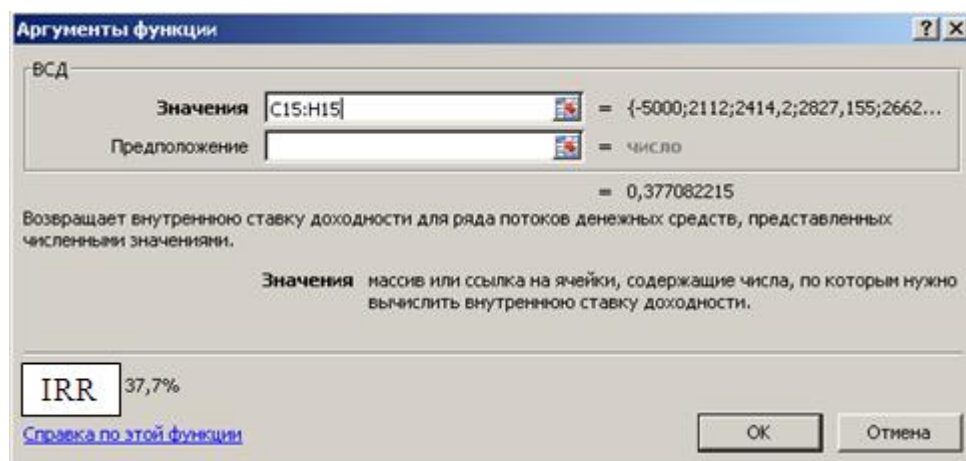 Аргументы функции
ВСД
Значения C15:H15 = {-5000;2112;2414,2;2827,155;2662...
Предположение = число
= 0,377082215
Возвращает внутреннюю ставку доходности для ряда потоков денежных средств, представленных
численными значениями.
Значения массив или ссылка на ячейки, содержащие числа, по которым нужно
вычислить внутреннюю ставку доходности.
IRR 37,7%
Справка по этой функции
OK Отмена